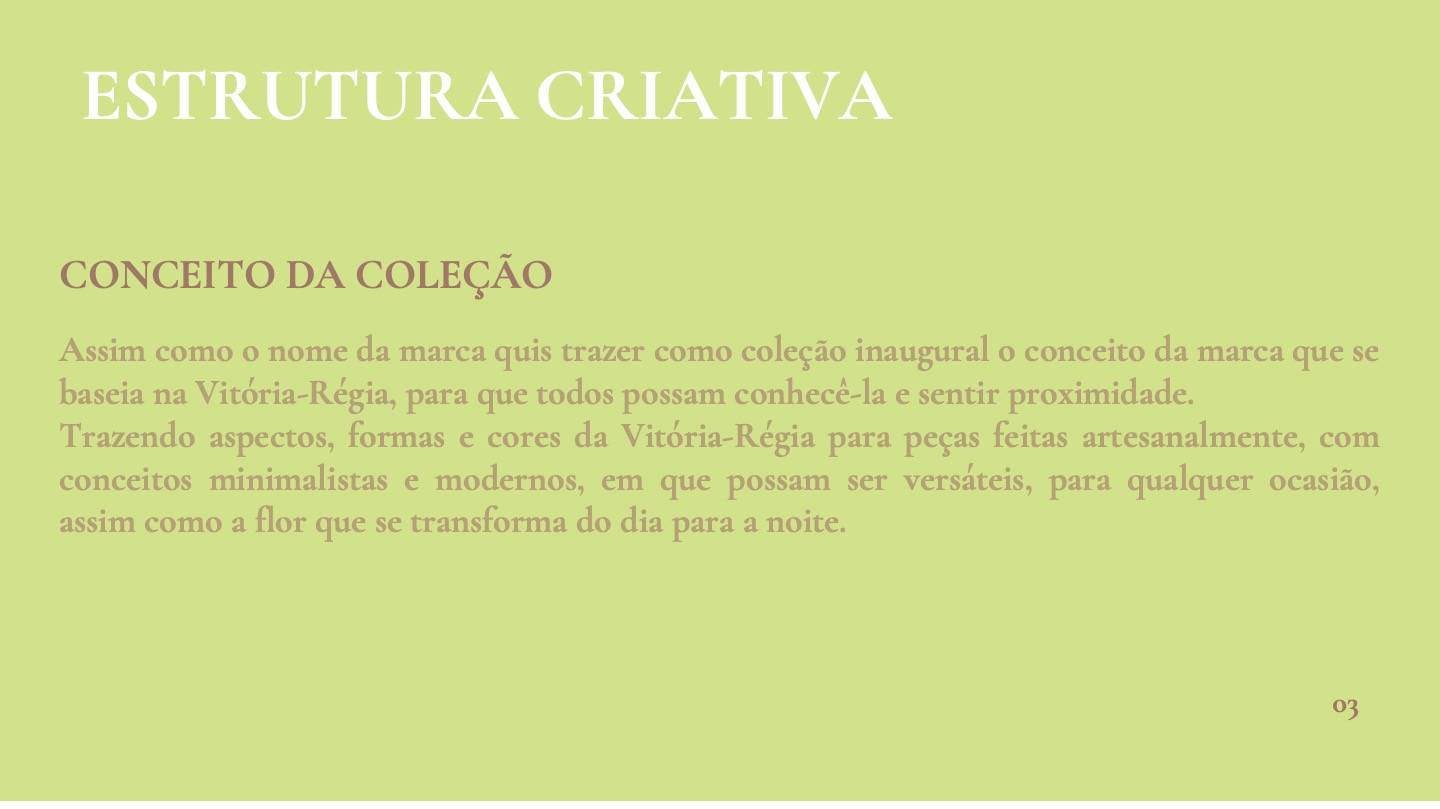 ESTRUTURA CRIATIVA
CONCEITO DA COLEÇÃO
Assim como o nome da marca quis trazer como coleção inaugural o conceito da marca que se
baseia na Vitória-Régia, para que todos possam conhecê-la e sentir proximidade.
Trazendo aspectos, formas e cores da Vitória-Régia para peças feitas artesanalmente, com
conceitos minimalistas e modernos, em que possam ser versáteis, para qualquer ocasião,
assim como a flor que se transforma do dia para a noite.
03